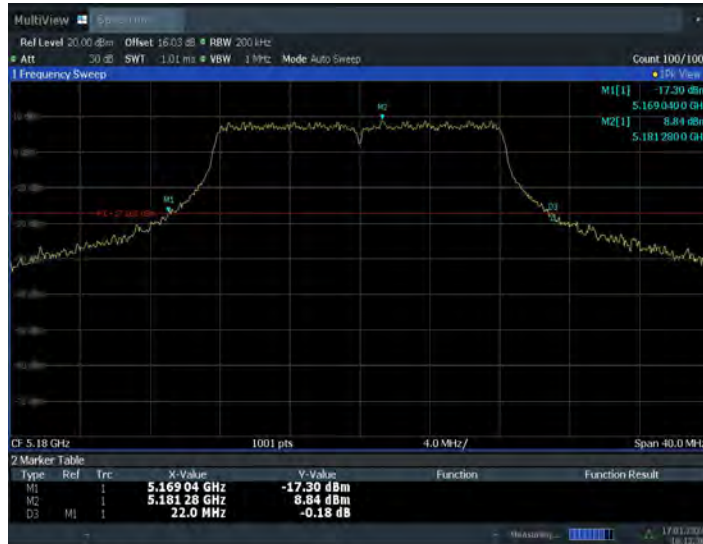 MultiView Spectrum
Ref Level 20.00 dBm Offset 16.03 dB RBW 200 kHz
Att 30 dB SWT 1.01 ms VBW 1 MHz Mode Auto Sweep Count 100/100
1 Frequency Sweep 1Pk View
M1[1] -17.30 dBm
5.169 040 0 GHz
M2[1] 8.84 dBm
5.181 280 0 GHz
M2
M1
D3
CF 5.18 GHz 1001 pts 4.0 MHz/ Span 40.0 MHz
2 Marker Table
Type Ref Trc X-Value Y-Value Function Function Result
M1 1 5.169 04 GHz -17.30 dBm
M2 1 5.181 28 GHz 8.84 dBm
D3 M1 1 22.0 MHz -0.18 dB
Measuring...